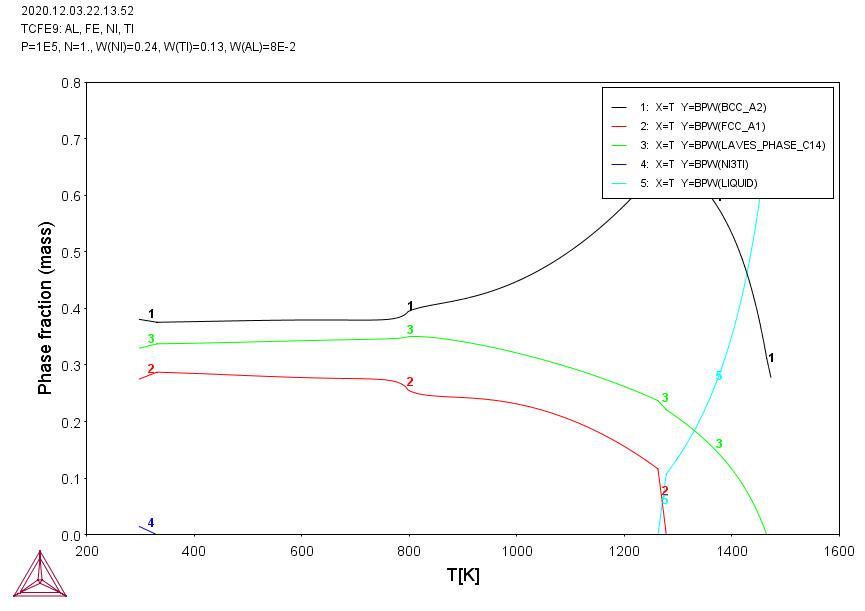 2020.12.03.22.13.52
TCFE9: AL, FE, NI, TI
P=1E5, N=1., W(NI)=0.24, W(TI)=0.13, W(AL)=8E-2
0.8
0.7
0.6
0.5
0.4
0.3
0.2
0.1
0.0
Phase fraction (mass)
1: X=T Y=BPW(BCC_A2)
2: X=T Y=BPW(FCC_A1)
3: X=T Y=BPW(LAVES_PHASE_C14)
4: X=T Y=BPW(NI3TI)
5: X=T Y=BPW(LIQUID)
1
1
1
3
3
3
3
2
2
2
5
5
4
200 400 600 800 1000 1200 1400 1600
T[K]